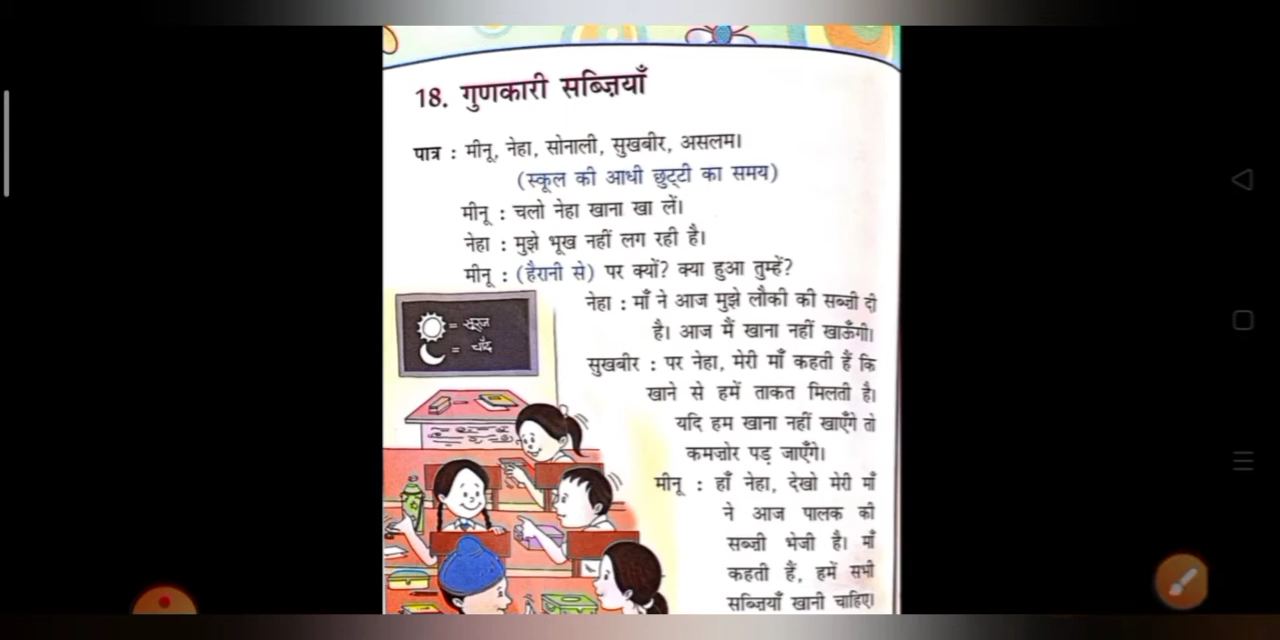 18. गुणकारी सब्ज़ियाँ
पात्र : मीनू, नेहा, सोनाली, सुखबीर, असलम।
(स्कूल की आधी छुट्टी का समय)
मीनू : चलो नेहा खाना खा लें।
नेहा : मुझे भूख नहीं लग रही है।
मीनू : (हैरानी से) पर क्यों? क्या हुआ तुम्हें?
नेहा : माँ ने आज मुझे लौकी की सब्ज़ी दी
है। आज मैं खाना नहीं खाऊँगी।
सुखबीर : पर नेहा, मेरी माँ कहती हैं कि
खाने से हमें ताकत मिलती है।
यदि हम खाना नहीं खाएँगे तो
कमज़ोर पड़ जाएँगे।
मीनू : हाँ नेहा, देखो मेरी माँ
ने आज पालक की
सब्ज़ी भेजी है। माँ
कहती हैं, हमें सभी
सब्ज़ियाँ खानी चाहिए।
= सूरज
= चाँद